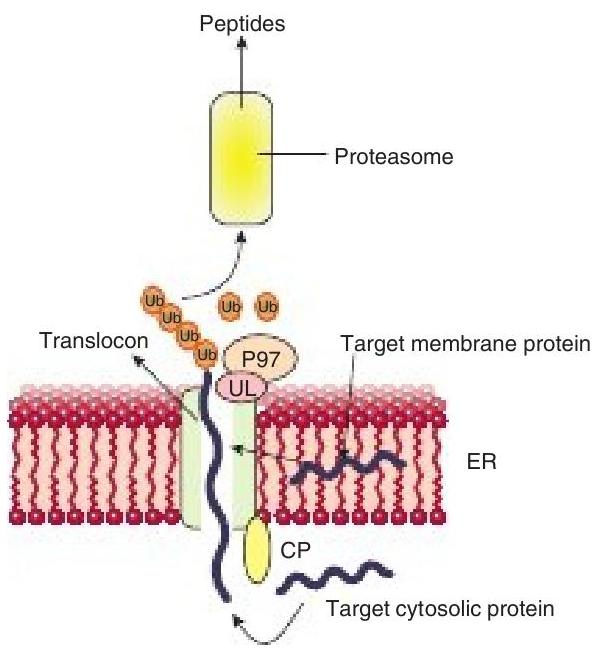 Peptides
Proteasome
Ub
Ub
Ub
Ub
Ub
Ub
Translocon
P97
Target membrane protein
UL
ER
CP
Target cytosolic protein